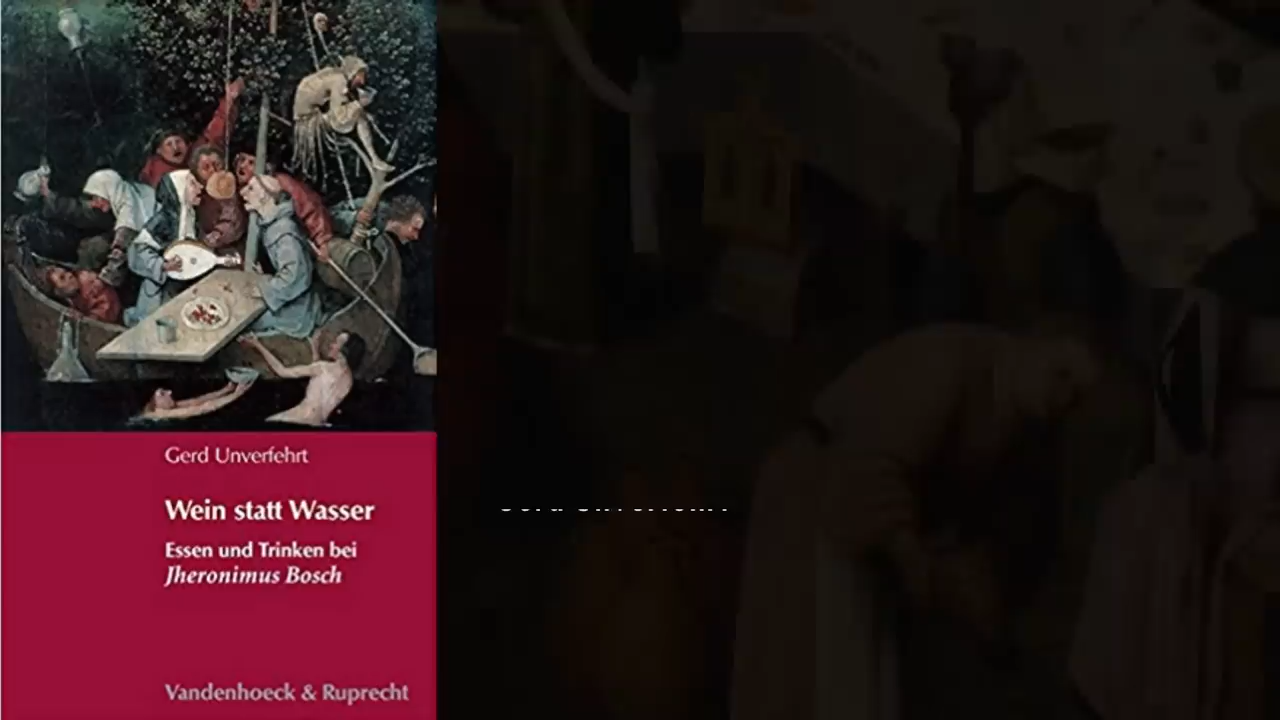 Gerd Unverfehrt
Wein statt Wasser
Essen und Trinken bei
Jheronimus Bosch
Vandenhoeck & Ruprecht